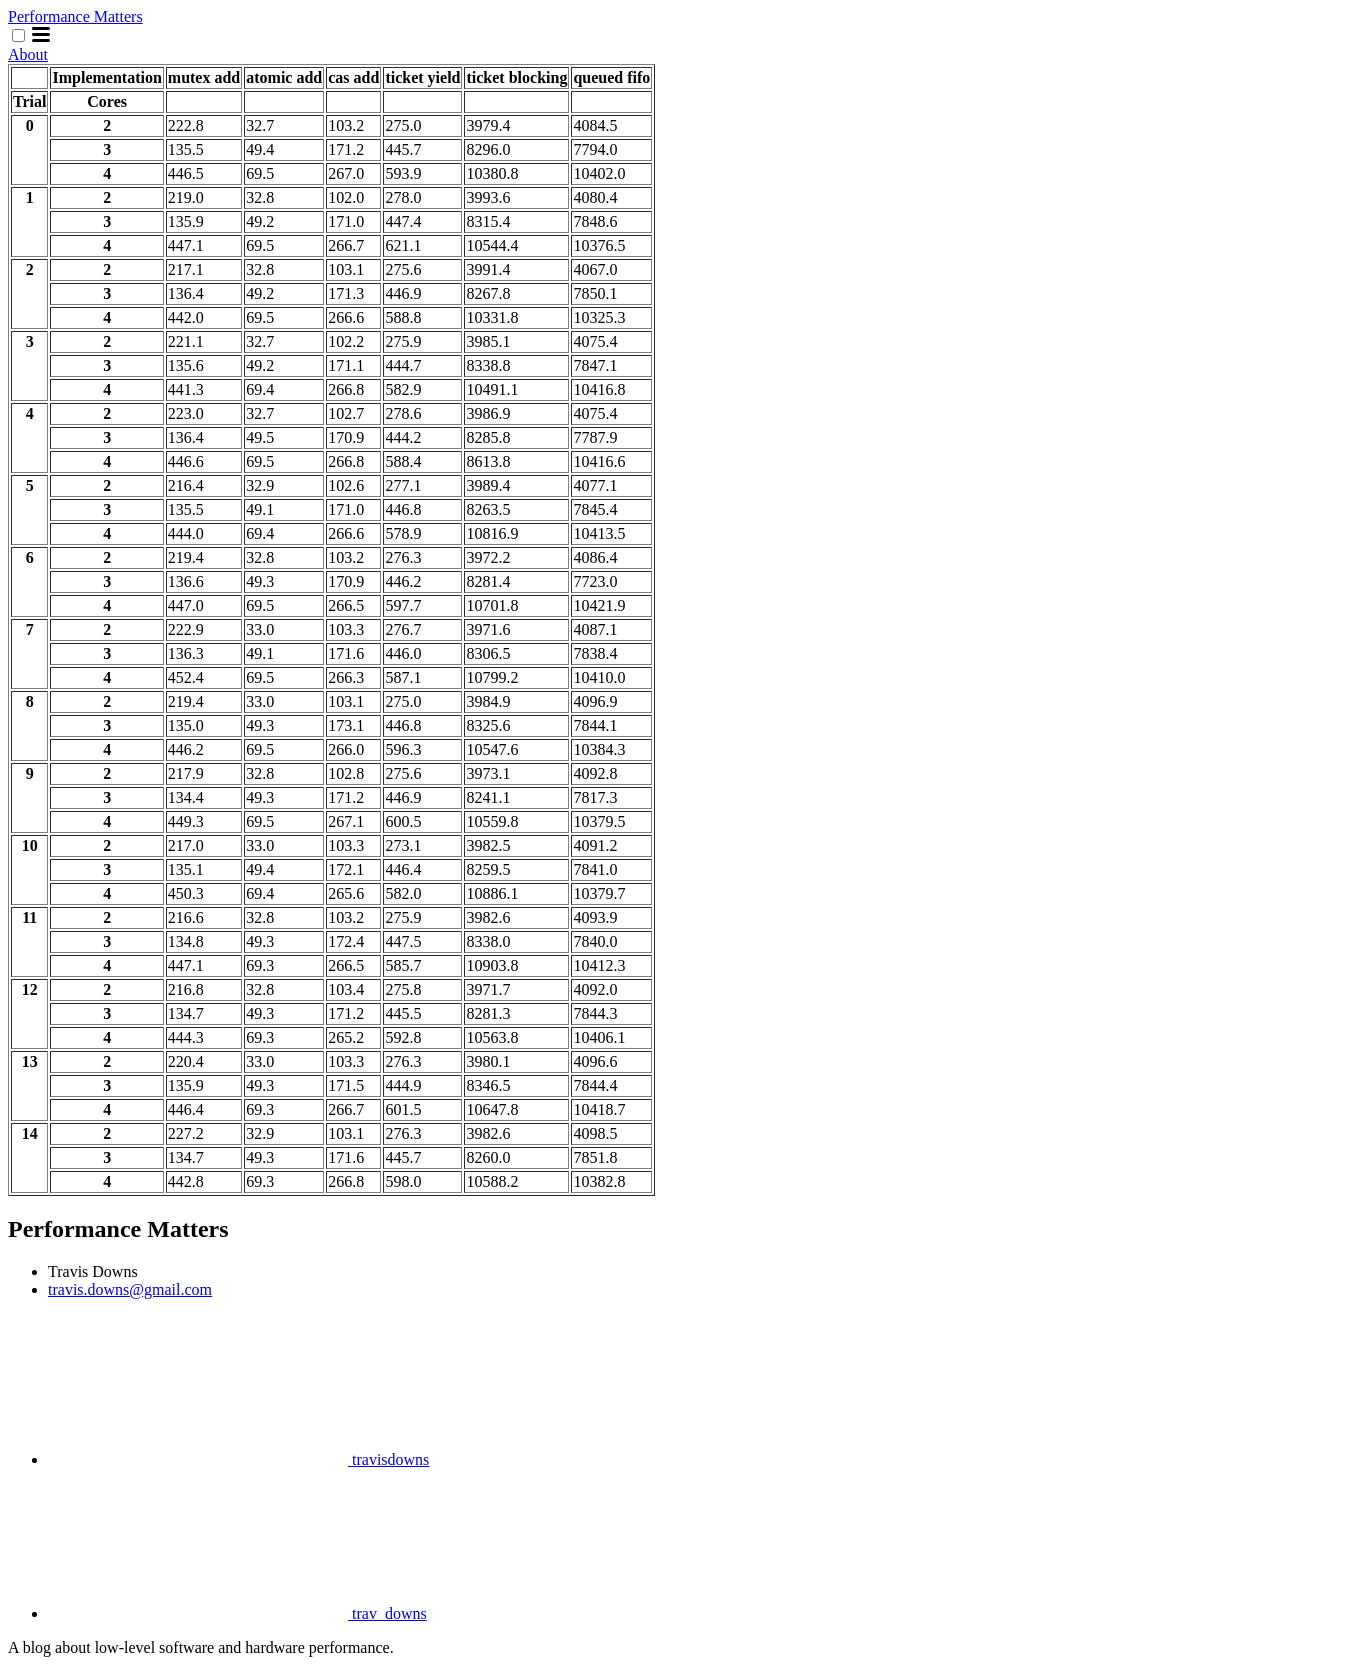 Performance Matters
About
Implementation mutex add atomic add cas add ticket yield ticket blocking queued fifo
Trial Cores
0 2 222.8 32.7 103.2 275.0 3979.4 4084.5
3 135.5 49.4 171.2 445.7 8296.0 7794.0
4 446.5 69.5 267.0 593.9 10380.8 10402.0
1 2 219.0 32.8 102.0 278.0 3993.6 4080.4
3 135.9 49.2 171.0 447.4 8315.4 7848.6
4 447.1 69.5 266.7 621.1 10544.4 10376.5
2 2 217.1 32.8 103.1 275.6 3991.4 4067.0
3 136.4 49.2 171.3 446.9 8267.8 7850.1
4 442.0 69.5 266.6 588.8 10331.8 10325.3
3 2 221.1 32.7 102.2 275.9 3985.1 4075.4
3 135.6 49.2 171.1 444.7 8338.8 7847.1
4 441.3 69.4 266.8 582.9 10491.1 10416.8
4 2 223.0 32.7 102.7 278.6 3986.9 4075.4
3 136.4 49.5 170.9 444.2 8285.8 7787.9
4 446.6 69.5 266.8 588.4 8613.8 10416.6
5 2 216.4 32.9 102.6 277.1 3989.4 4077.1
3 135.5 49.1 171.0 446.8 8263.5 7845.4
4 444.0 69.4 266.6 578.9 10816.9 10413.5
6 2 219.4 32.8 103.2 276.3 3972.2 4086.4
3 136.6 49.3 170.9 446.2 8281.4 7723.0
4 447.0 69.5 266.5 597.7 10701.8 10421.9
7 2 222.9 33.0 103.3 276.7 3971.6 4087.1
3 136.3 49.1 171.6 446.0 8306.5 7838.4
4 452.4 69.5 266.3 587.1 10799.2 10410.0
8 2 219.4 33.0 103.1 275.0 3984.9 4096.9
3 135.0 49.3 173.1 446.8 8325.6 7844.1
4 446.2 69.5 266.0 596.3 10547.6 10384.3
9 2 217.9 32.8 102.8 275.6 3973.1 4092.8
3 134.4 49.3 171.2 446.9 8241.1 7817.3
4 449.3 69.5 267.1 600.5 10559.8 10379.5
10 2 217.0 33.0 103.3 273.1 3982.5 4091.2
3 135.1 49.4 172.1 446.4 8259.5 7841.0
4 450.3 69.4 265.6 582.0 10886.1 10379.7
11 2 216.6 32.8 103.2 275.9 3982.6 4093.9
3 134.8 49.3 172.4 447.5 8338.0 7840.0
4 447.1 69.3 266.5 585.7 10903.8 10412.3
12 2 216.8 32.8 103.4 275.8 3971.7 4092.0
3 134.7 49.3 171.2 445.5 8281.3 7844.3
4 444.3 69.3 265.2 592.8 10563.8 10406.1
13 2 220.4 33.0 103.3 276.3 3980.1 4096.6
3 135.9 49.3 171.5 444.9 8346.5 7844.4
4 446.4 69.3 266.7 601.5 10647.8 10418.7
14 2 227.2 32.9 103.1 276.3 3982.6 4098.5
3 134.7 49.3 171.6 445.7 8260.0 7851.8
4 442.8 69.3 266.8 598.0 10588.2 10382.8
Performance Matters
Travis Downs
travis.downs@gmail.com
travisdowns
trav_downs
A blog about low-level software and hardware performance.